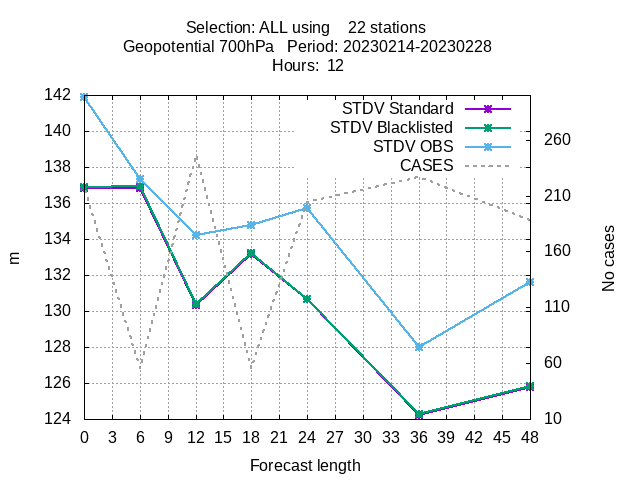 Selection: ALL using    22 stations
Geopotential 700hPa   Period: 20230214-20230228
Hours:  12
STDV Standard
STDV Blacklisted
STDV OBS
CASES
142
140
138
136
134
132
130
128
126
124
m
260
210
160
110
60
10
No cases
0 3 6 9 12 15 18 21 24 27 30 33 36 39 42 45 48
Forecast length